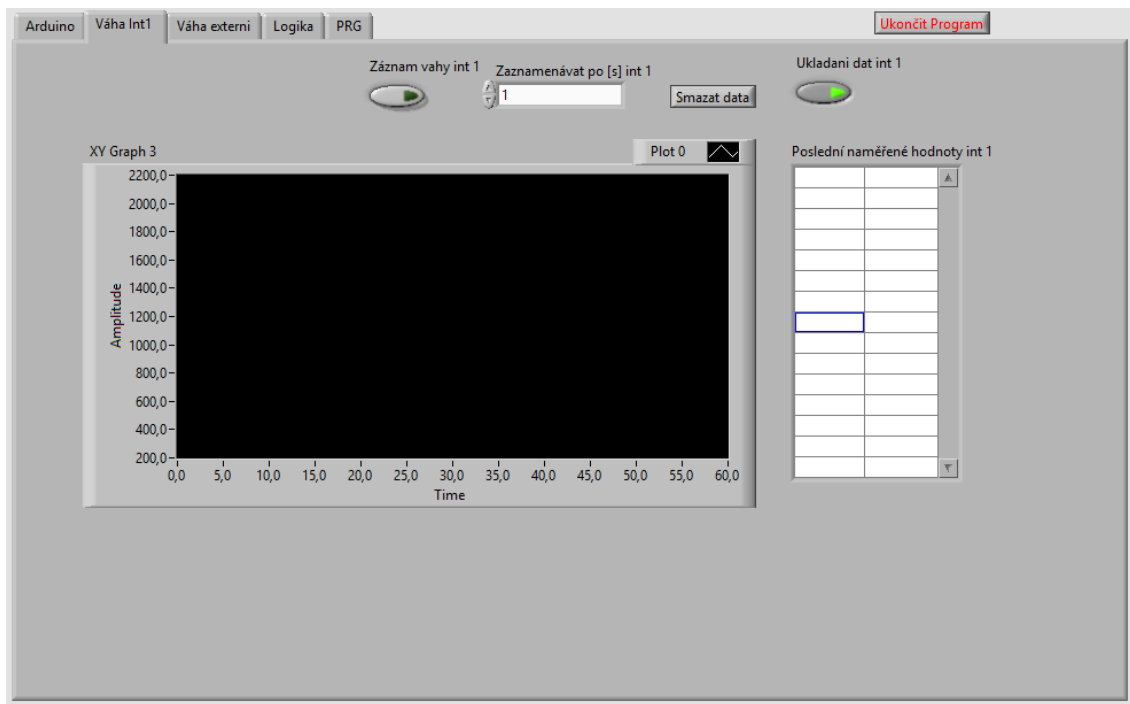 Arduino
Váha Int1
Váha externi
Logika
PRG
Ukončit Program
Záznam vahy int 1
Zaznamenávat po [s] int 1
Ukladani dat int 1
1
Smazat data
XY Graph 3
Plot 0
Poslední naměřené hodnoty int 1
2200,0
2000,0
1800,0
1600,0
1400,0
1200,0
1000,0
800,0
600,0
400,0
200,0
Amplitude
0,0 5,0 10,0 15,0 20,0 25,0 30,0 35,0 40,0 45,0 50,0 55,0 60,0
Time